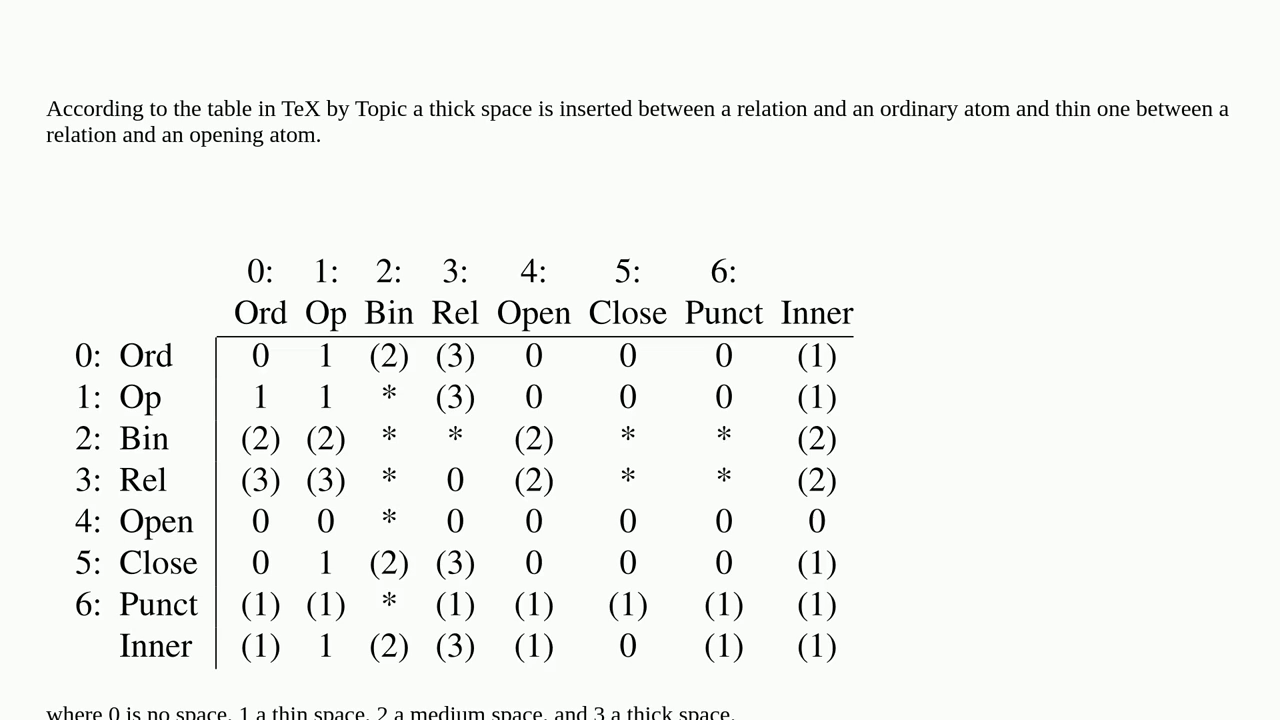 According to the table in TeX by Topic a thick space is inserted between a relation and an ordinary atom and thin one between a
relation and an opening atom.
0: 1: 2: 3: 4: 5: 6:
Ord Op Bin Rel Open Close Punct Inner
0: Ord 0 1 (2) (3) 0 0 0 (1)
1: Op 1 1 * (3) 0 0 0 (1)
2: Bin (2) (2) * * (2) * * (2)
3: Rel (3) (3) * 0 (2) * * (2)
4: Open 0 0 * 0 0 0 0 0
5: Close 0 1 (2) (3) 0 0 0 (1)
6: Punct (1) (1) * (1) (1) (1) (1) (1)
Inner (1) 1 (2) (3) (1) 0 (1) (1)
where 0 is no space, 1 a thin space, 2 a medium space, and 3 a thick space.